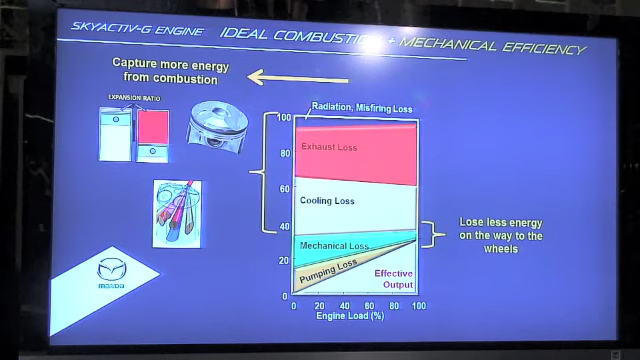 SKYACTIV-G ENGINE IDEAL COMBUSTION + MECHANICAL EFFICIENCY
Capture more energy
from combustion
EXPANSION RATIO
Radiation, Misfiring Loss
100
80
60
40
20
0
Exhaust Loss
Cooling Loss
Mechanical Loss
Pumping Loss
Effective
Output
0 20 40 60 80 100
Engine Load (%)
Lose less energy
on the way to the
wheels
mazda